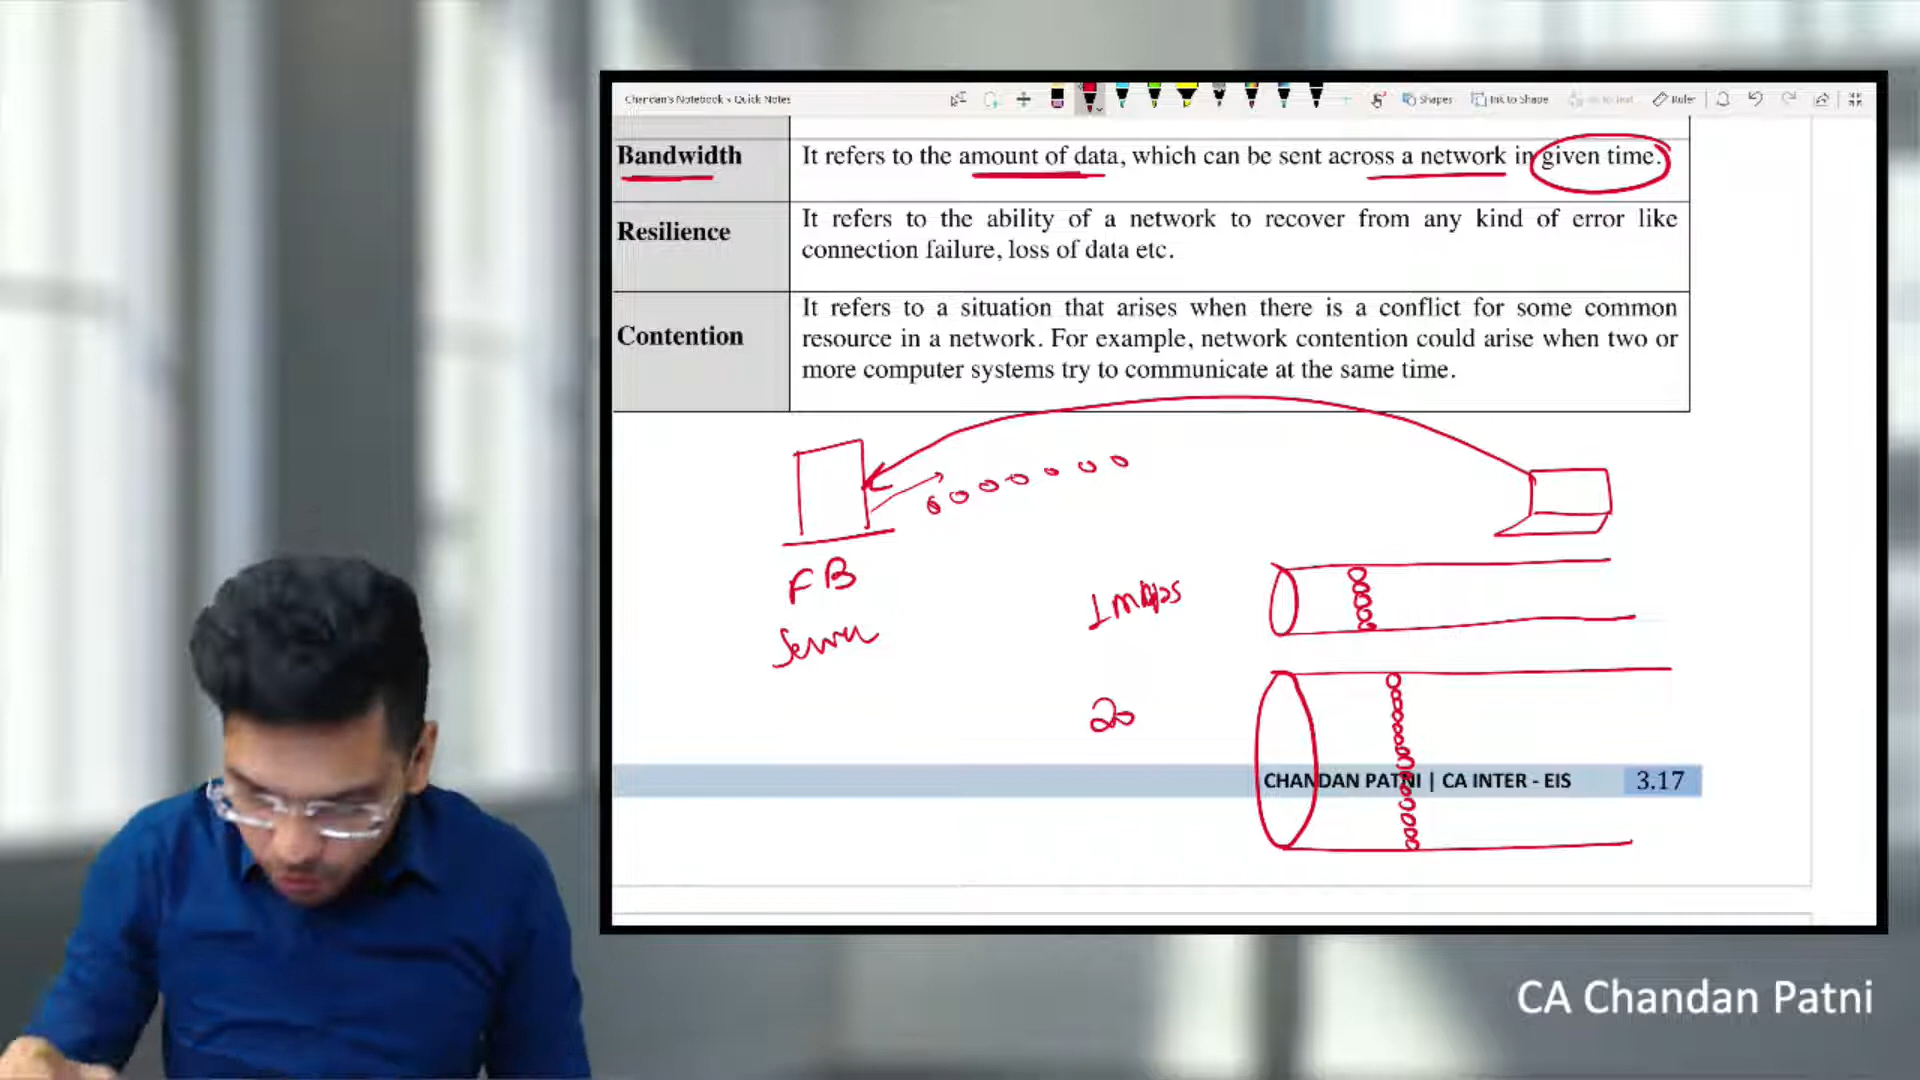 Chandan's Notebook » Quick Notes
Shapes
Ink to Shape
Ruler
Bandwidth
It refers to the amount of data, which can be sent across a network in given time.
Resilience
It refers to the ability of a network to recover from any kind of error like
connection failure, loss of data etc.
Contention
It refers to a situation that arises when there is a conflict for some common
resource in a network. For example, network contention could arise when two or
more computer systems try to communicate at the same time.
FB
Server
1 Mbps
20
CHANDAN PATNI | CA INTER - EIS
3.17
CA Chandan Patni